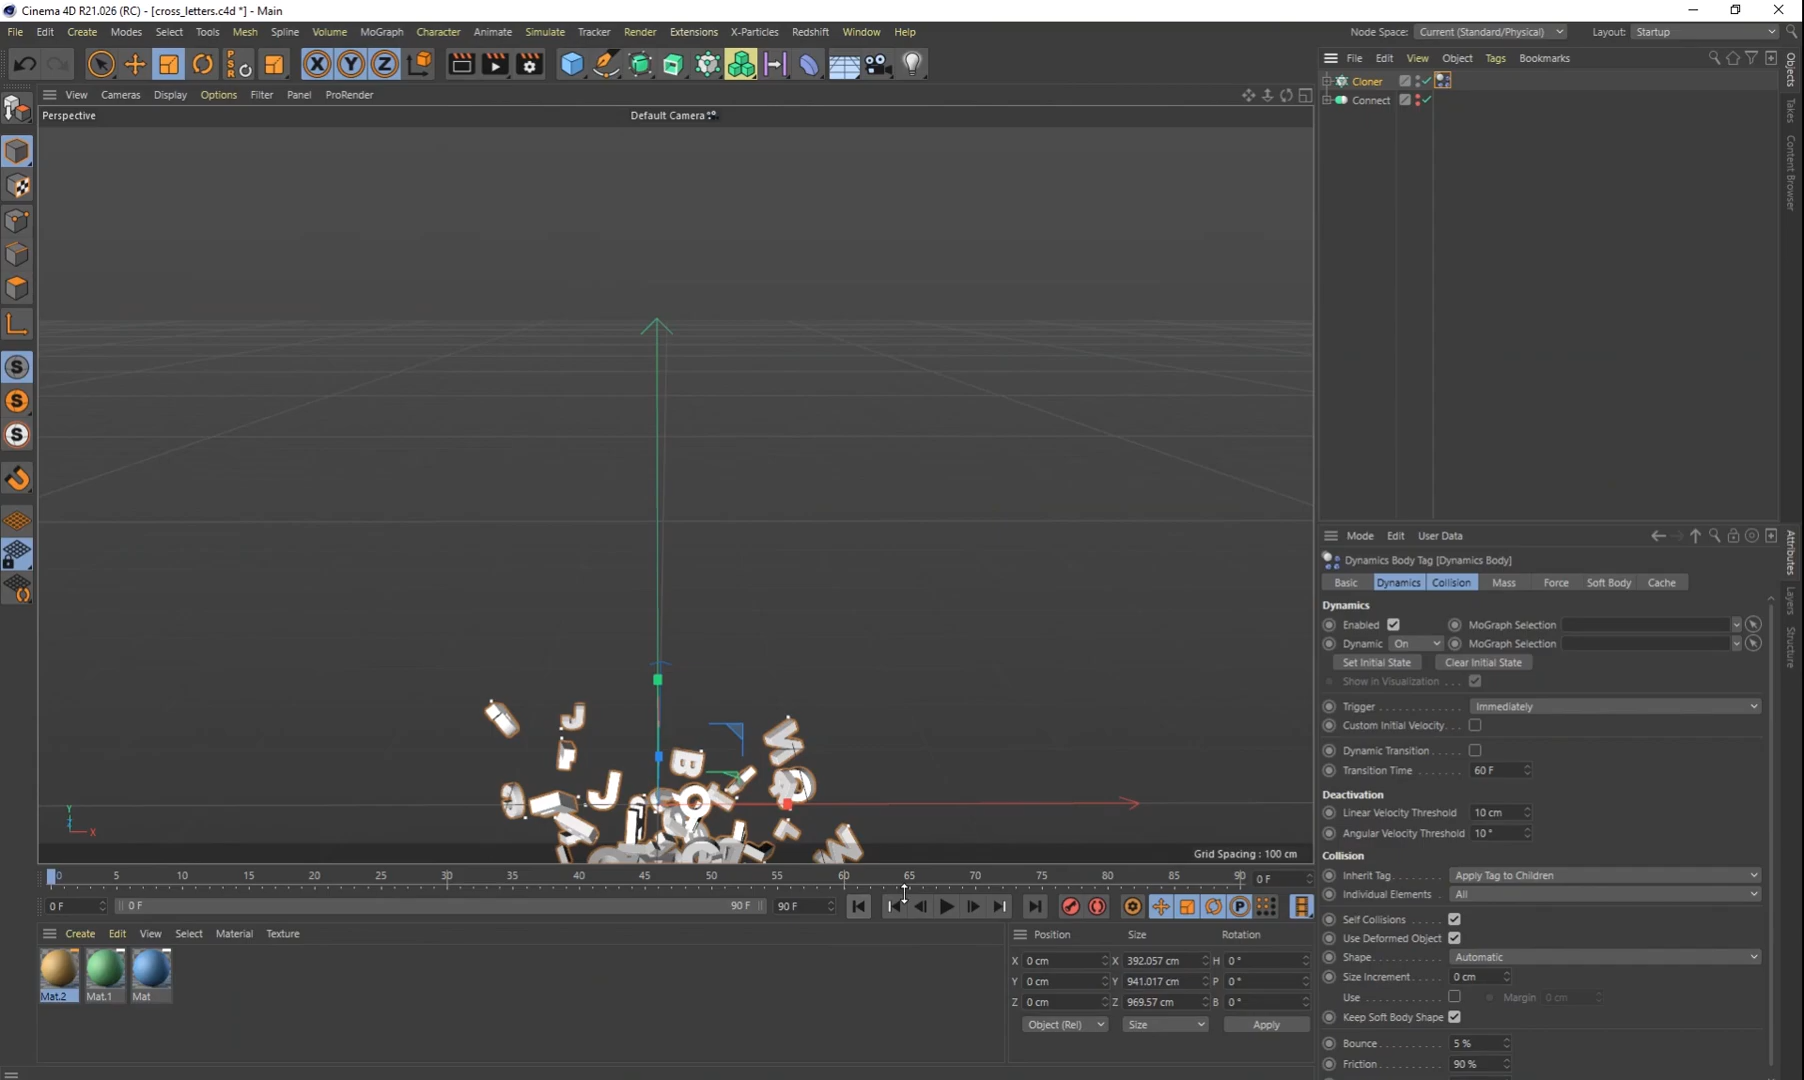 Cinema 4D R21.026 (RC) - [cross_letters.c4d *] - Main
File Edit Create Modes Select Tools Mesh Spline Volume MoGraph Character Animate Simulate Tracker Render Extensions X-Particles Redshift Window Help Node Space: Current (Standard/Physical) Layout: Startup
PSR X Y Z
File Edit View Object Tags Bookmarks
Cloner
Connect
Objects
Takes
Content Browser
View Cameras Display Options Filter Panel ProRender
Perspective Default Camera
S
S
S
J
B
J
W
Y
X
Grid Spacing : 100 cm
0 5 10 15 20 25 30 35 40 45 50 55 60 65 70 75 80 85 90 0 F
0 F 0 F 90 F 90 F
P
Create Edit View Select Material Texture
Mat.2 Mat.1 Mat
Position Size Rotation
X 0 cm X 392.057 cm H 0 °
Y 0 cm Y 941.017 cm P 0 °
Z 0 cm Z 969.57 cm B 0 °
Object (Rel) Size Apply
Mode Edit User Data
Attributes
Layers
Structure
Dynamics Body Tag [Dynamics Body]
Basic Dynamics Collision Mass Force Soft Body Cache
Dynamics
Enabled MoGraph Selection
Dynamic On MoGraph Selection
Set Initial State Clear Initial State
Show in Visualization . . .
Trigger . . . . . . . . . . . . Immediately
Custom Initial Velocity. . .
Dynamic Transition . . . .
Transition Time . . . . . . 60 F
Deactivation
Linear Velocity Threshold 10 cm
Angular Velocity Threshold 10 °
Collision
Inherit Tag. . . . . . . . . Apply Tag to Children
Individual Elements . . All
Self Collisions . . . .
Use Deformed Object
Shape. . . . . . . . . . . Automatic
Size Increment. . . . 0 cm
Use . . . . . . . . . . . Margin 0 cm
Keep Soft Body Shape
Bounce. . . . . . . . . . 5 %
Friction. . . . . . . . . . 90 %